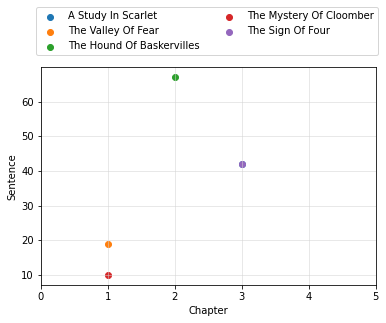 A Study In Scarlet
The Valley Of Fear
The Hound Of Baskervilles
The Mystery Of Cloomber
The Sign Of Four
60
50
40
30
20
10
Sentence
0 1 2 3 4 5
Chapter